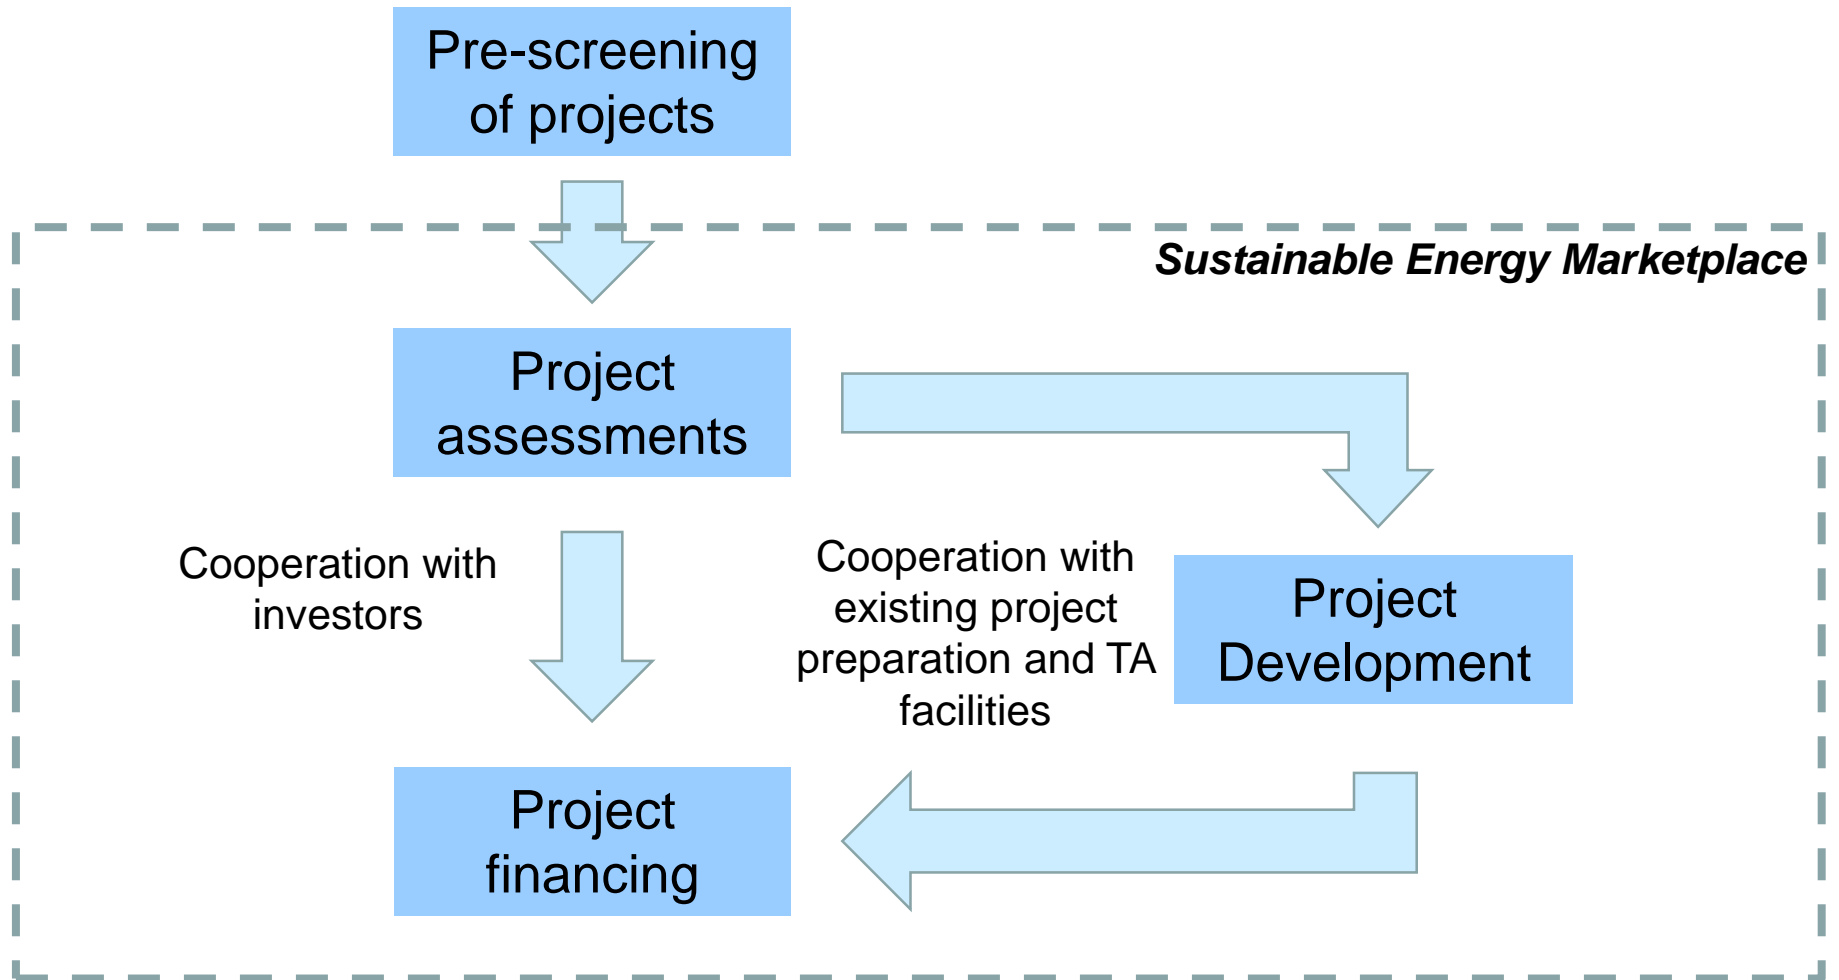 Pre-screening
of projects
Sustainable Energy Marketplace
Project
assessments
Cooperation with
investors
Cooperation with
existing project
preparation and TA
facilities
Project
Development
Project
financing